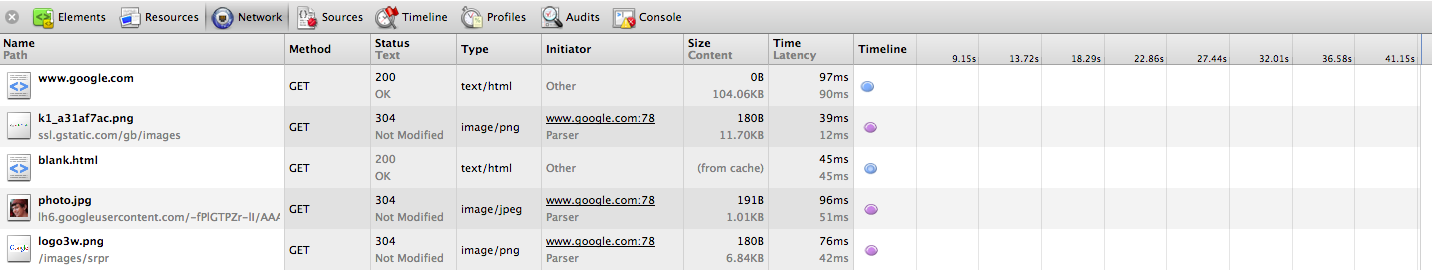 Elements Resources Network Sources Timeline Profiles Audits Console
Name Method Status Type Initiator Size Time Timeline
Path Text Content Latency 9.15s 13.72s 18.29s 22.86s 27.44s 32.01s 36.58s 41.15s
www.google.com GET 200 text/html Other 0B 97ms
OK 104.06KB 90ms
k1_a31af7ac.png GET 304 image/png www.google.com:78 180B 39ms
ssl.gstatic.com/gb/images Not Modified Parser 11.70KB 12ms
blank.html GET 200 text/html Other (from cache) 45ms
OK 45ms
photo.jpg GET 304 image/jpeg www.google.com:78 191B 96ms
lh6.googleusercontent.com/-fPlGTPZr-lI/AAA Not Modified Parser 1.01KB 51ms
logo3w.png GET 304 image/png www.google.com:78 180B 76ms
/images/srpr Not Modified Parser 6.84KB 42ms